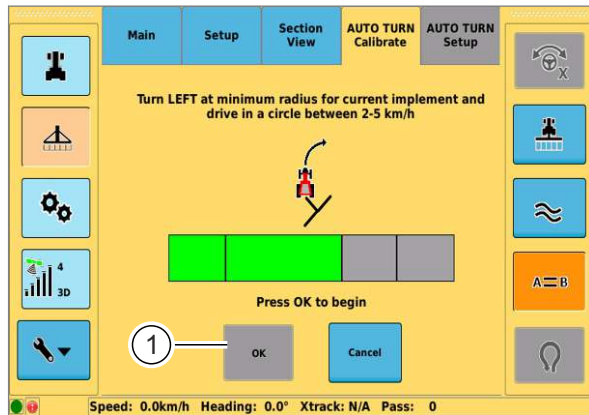 Main
Setup
Section
View
AUTO TURN
Calibrate
AUTO TURN
Setup
X
Turn LEFT at minimum radius for current implement and
drive in a circle between 2-5 km/h
4
3D
A=B
Press OK to begin
1
OK
Cancel
Speed: 0.0km/h Heading: 0.0° Xtrack: N/A Pass: 0